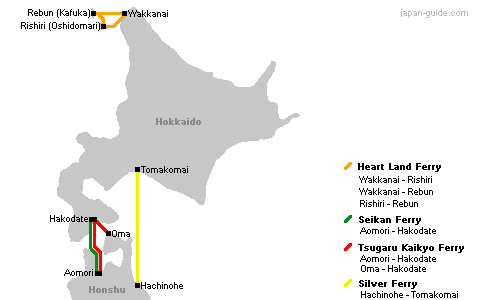 japan-guide.com
Rebun (Kafuka)
Wakkanai
Rishiri (Oshidomari)
Hokkaido
Tomakomai
Hakodate
Oma
Aomori
Hachinohe
Honshu
Heart Land Ferry
Wakkanai - Rishiri
Wakkanai - Rebun
Rishiri - Rebun
Seikan Ferry
Aomori - Hakodate
Tsugaru Kaikyo Ferry
Aomori - Hakodate
Oma - Hakodate
Silver Ferry
Hachinohe - Tomakomai